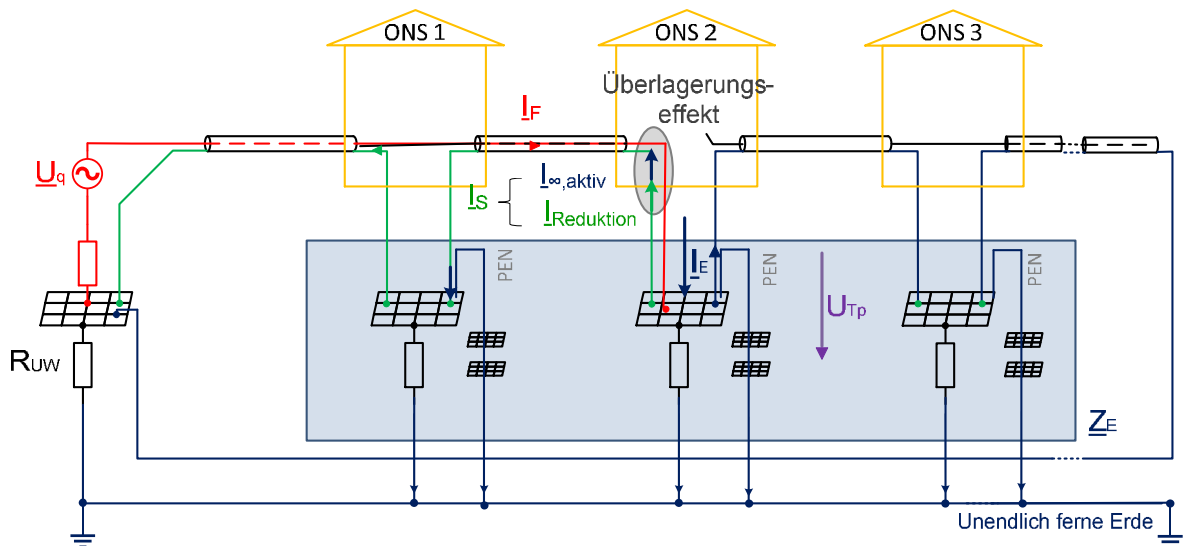 ONS 1
ONS 2
ONS 3
Überlagerungs-
effekt
I_F
U_q
I_∞,aktiv
I_S
I_Reduktion
PEN
I_E
PEN
U_Tp
PEN
R_UW
Z_E
Unendlich ferne Erde